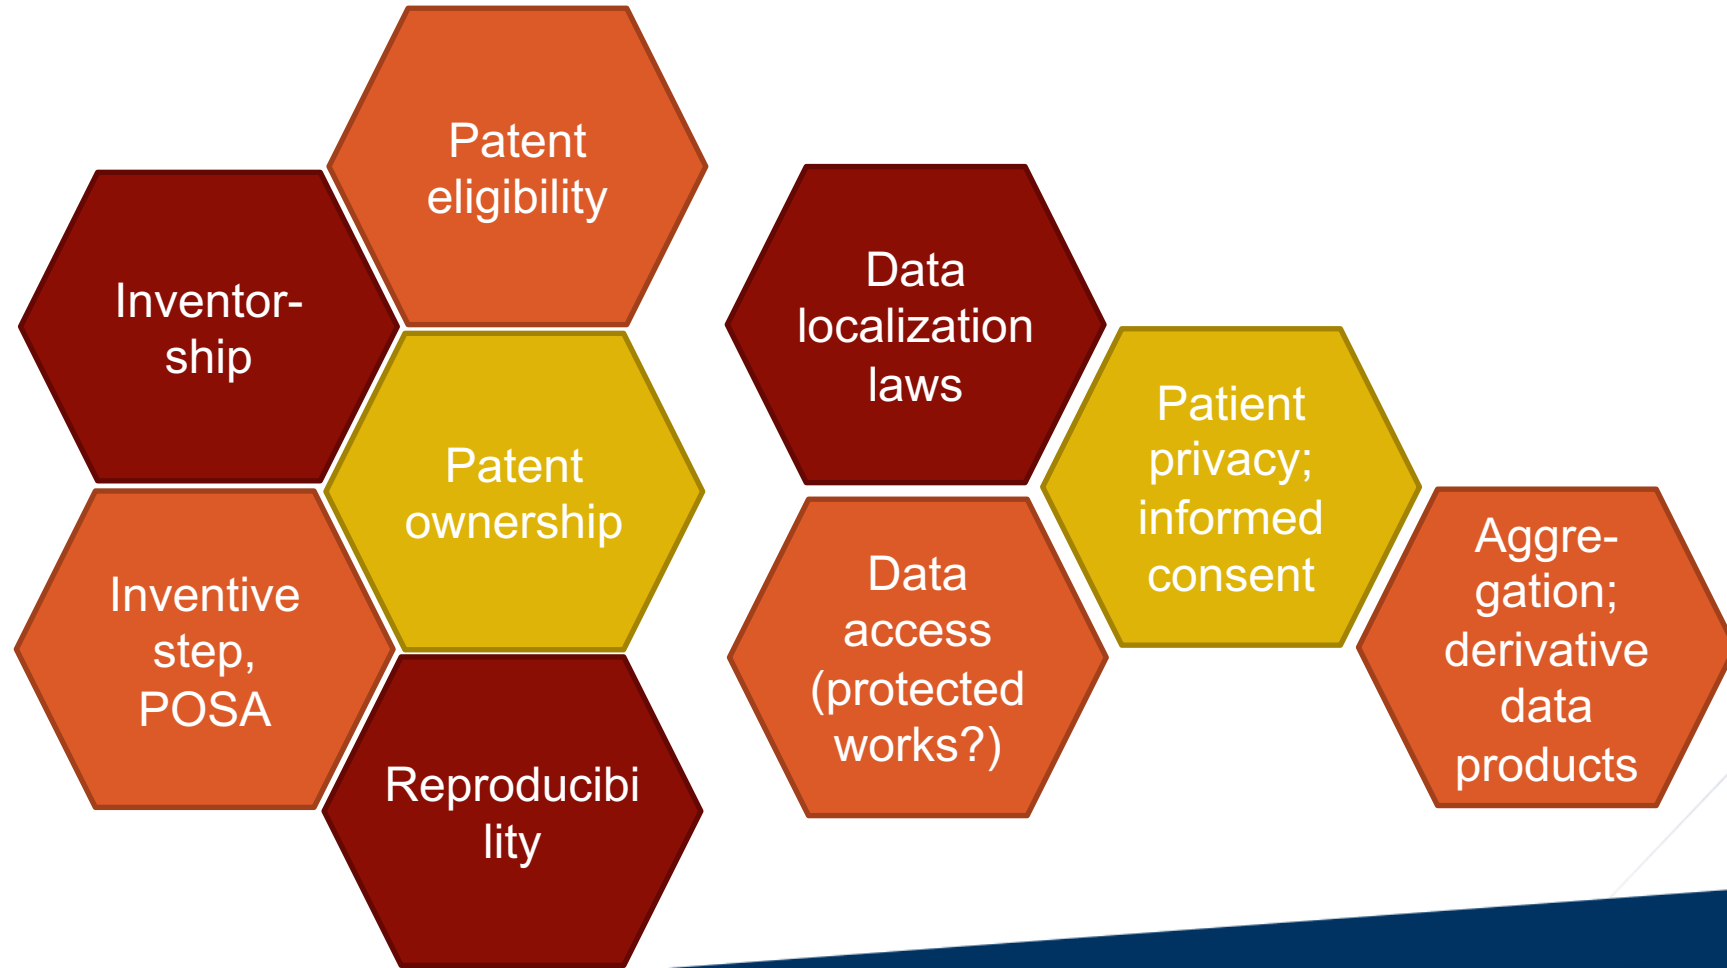 Patent
eligibility
Inventor-
ship
Patent
ownership
Inventive
step,
POSA
Reproducibi
lity
Data
localization
laws
Patient
privacy;
informed
consent
Data
access
(protected
works?)
Aggre-
gation;
derivative
data
products